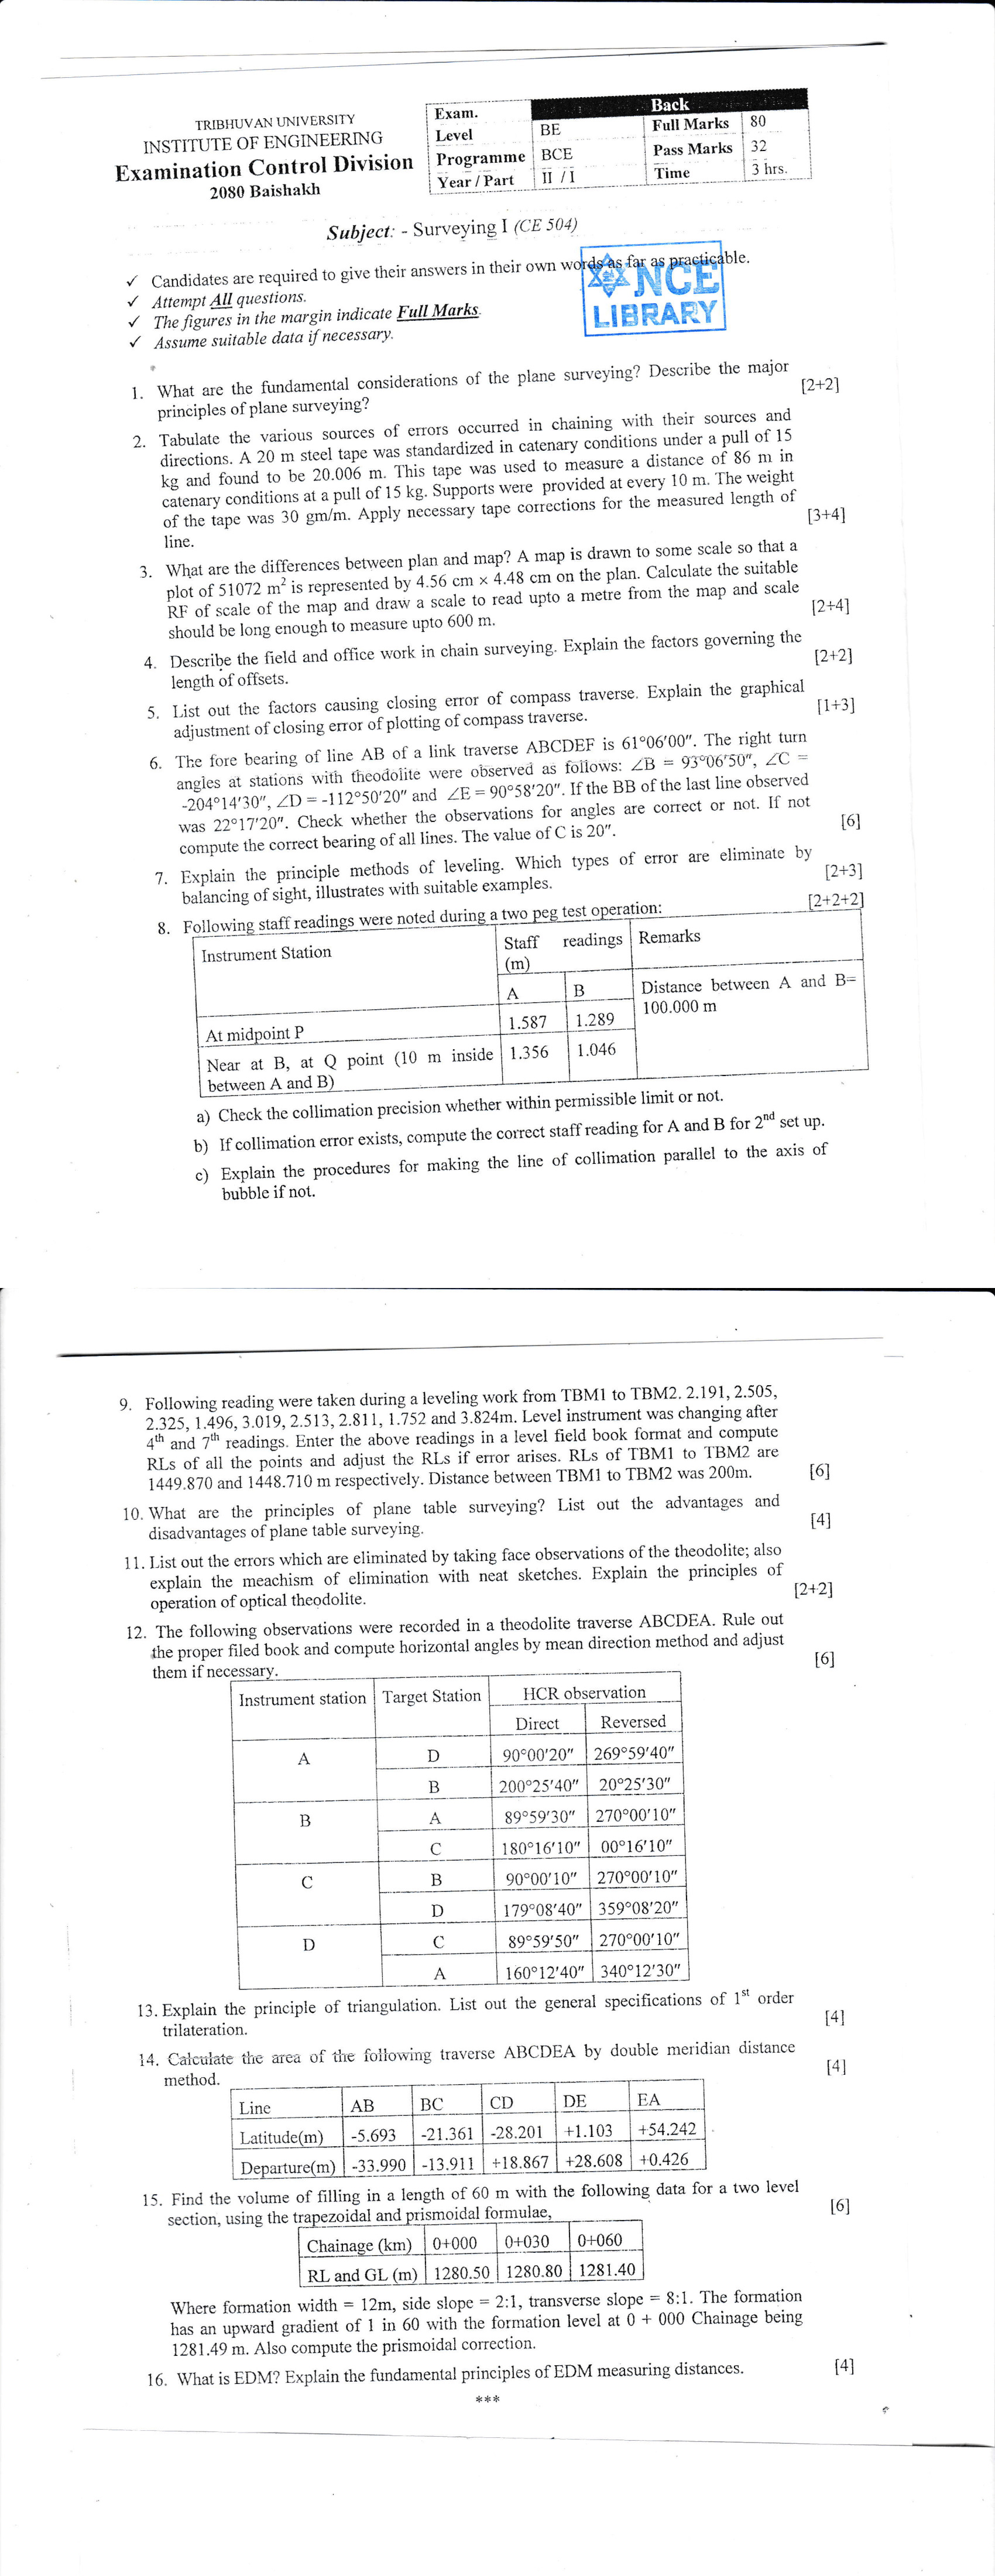 TRIBHUVAN UNIVERSITY
INSTITUTE OF ENGINEERING
Examination Control Division
2080 Baishakh
Exam. Back
Level BE Full Marks 80
Programme BCE Pass Marks 32
Year / Part II / I Time 3 hrs.
Subject: - Surveying I (CE 504)
✓ Candidates are required to give their answers in their own words as far as practicable.
✓ Attempt All questions.
✓ The figures in the margin indicate Full Marks.
✓ Assume suitable data if necessary.
NCE
LIBRARY
1. What are the fundamental considerations of the plane surveying? Describe the major
principles of plane surveying? [2+2]
2. Tabulate the various sources of errors occurred in chaining with their sources and
directions. A 20 m steel tape was standardized in catenary conditions under a pull of 15
kg and found to be 20.006 m. This tape was used to measure a distance of 86 m in
catenary conditions at a pull of 15 kg. Supports were provided at every 10 m. The weight
of the tape was 30 gm/m. Apply necessary tape corrections for the measured length of
line. [3+4]
3. What are the differences between plan and map? A map is drawn to some scale so that a
plot of 51072 m² is represented by 4.56 cm × 4.48 cm on the plan. Calculate the suitable
RF of scale of the map and draw a scale to read upto a metre from the map and scale
should be long enough to measure upto 600 m. [2+4]
4. Describe the field and office work in chain surveying. Explain the factors governing the
length of offsets. [2+2]
5. List out the factors causing closing error of compass traverse. Explain the graphical
adjustment of closing error of plotting of compass traverse. [1+3]
6. The fore bearing of line AB of a link traverse ABCDEF is 61°06'00". The right turn
angles at stations with theodolite were observed as follows: ∠B = 93°06'50", ∠C =
-204°14'30", ∠D = -112°50'20" and ∠E = 90°58'20". If the BB of the last line observed
was 22°17'20". Check whether the observations for angles are correct or not. If not
compute the correct bearing of all lines. The value of C is 20". [6]
7. Explain the principle methods of leveling. Which types of error are eliminate by
balancing of sight, illustrates with suitable examples. [2+3]
8. Following staff readings were noted during a two peg test operation: [2+2+2]
Instrument Station Staff readings (m) Remarks
A B
At midpoint P 1.587 1.289 Distance between A and B= 100.000 m
Near at B, at Q point (10 m inside between A and B) 1.356 1.046
a) Check the collimation precision whether within permissible limit or not.
b) If collimation error exists, compute the correct staff reading for A and B for 2nd set up.
c) Explain the procedures for making the line of collimation parallel to the axis of
bubble if not.
9. Following reading were taken during a leveling work from TBM1 to TBM2. 2.191, 2.505,
2.325, 1.496, 3.019, 2.513, 2.811, 1.752 and 3.824m. Level instrument was changing after
4th and 7th readings. Enter the above readings in a level field book format and compute
RLs of all the points and adjust the RLs if error arises. RLs of TBM1 to TBM2 are
1449.870 and 1448.710 m respectively. Distance between TBM1 to TBM2 was 200m. [6]
10. What are the principles of plane table surveying? List out the advantages and
disadvantages of plane table surveying. [4]
11. List out the errors which are eliminated by taking face observations of the theodolite; also
explain the meachism of elimination with neat sketches. Explain the principles of
operation of optical theodolite. [2+2]
12. The following observations were recorded in a theodolite traverse ABCDEA. Rule out
the proper filed book and compute horizontal angles by mean direction method and adjust
them if necessary. [6]
Instrument station Target Station HCR observation
Direct Reversed
A D 90°00'20" 269°59'40"
B 200°25'40" 20°25'30"
B A 89°59'30" 270°00'10"
C 180°16'10" 00°16'10"
C B 90°00'10" 270°00'10"
D 179°08'40" 359°08'20"
D C 89°59'50" 270°00'10"
A 160°12'40" 340°12'30"
13. Explain the principle of triangulation. List out the general specifications of 1st order
trilateration. [4]
14. Calculate the area of the following traverse ABCDEA by double meridian distance
method. [4]
Line AB BC CD DE EA
Latitude(m) -5.693 -21.361 -28.201 +1.103 +54.242
Departure(m) -33.990 -13.911 +18.867 +28.608 +0.426
15. Find the volume of filling in a length of 60 m with the following data for a two level
section, using the trapezoidal and prismoidal formulae, [6]
Chainage (km) 0+000 0+030 0+060
RL and GL (m) 1280.50 1280.80 1281.40
Where formation width = 12m, side slope = 2:1, transverse slope = 8:1. The formation
has an upward gradient of 1 in 60 with the formation level at 0 + 000 Chainage being
1281.49 m. Also compute the prismoidal correction.
16. What is EDM? Explain the fundamental principles of EDM measuring distances. [4]
***